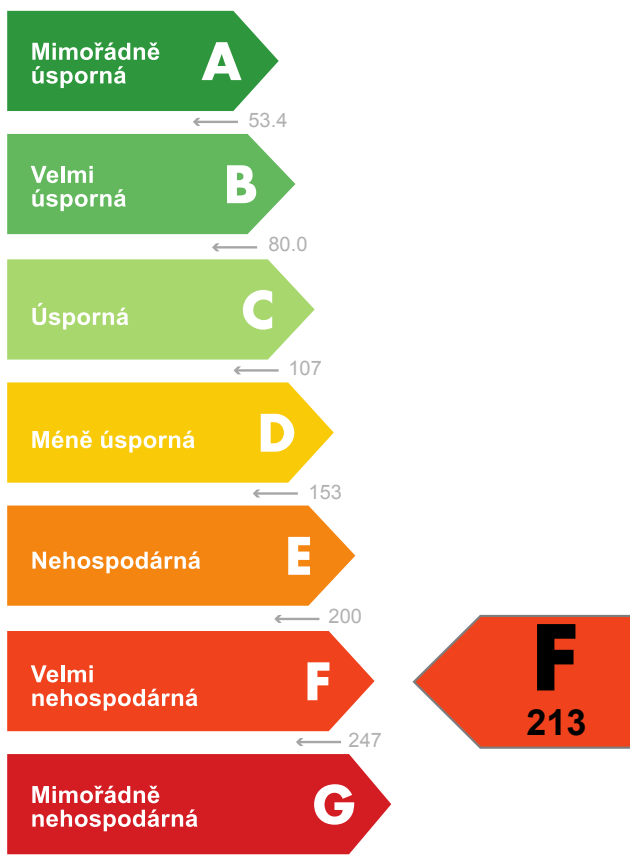 Mimořádně
úsporná
A
← 53.4
Velmi
úsporná
B
← 80.0
Úsporná
C
← 107
Méně úsporná
D
← 153
Nehospodárná
E
← 200
Velmi
nehospodárná
F
F
213
← 247
Mimořádně
nehospodárná
G